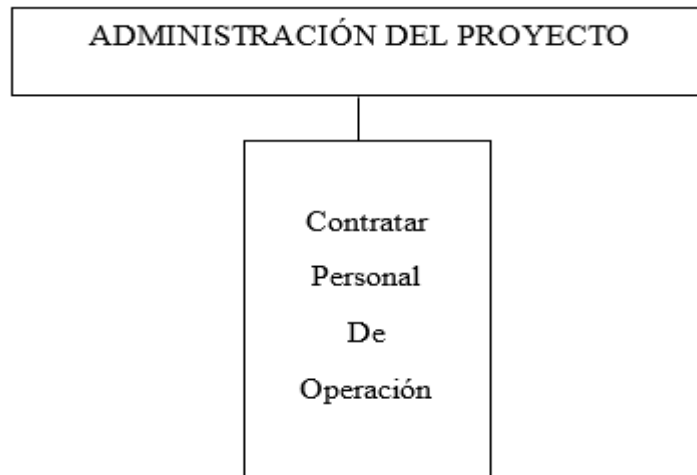 ADMINISTRACIÓN DEL PROYECTO
Contratar
Personal
De
Operación